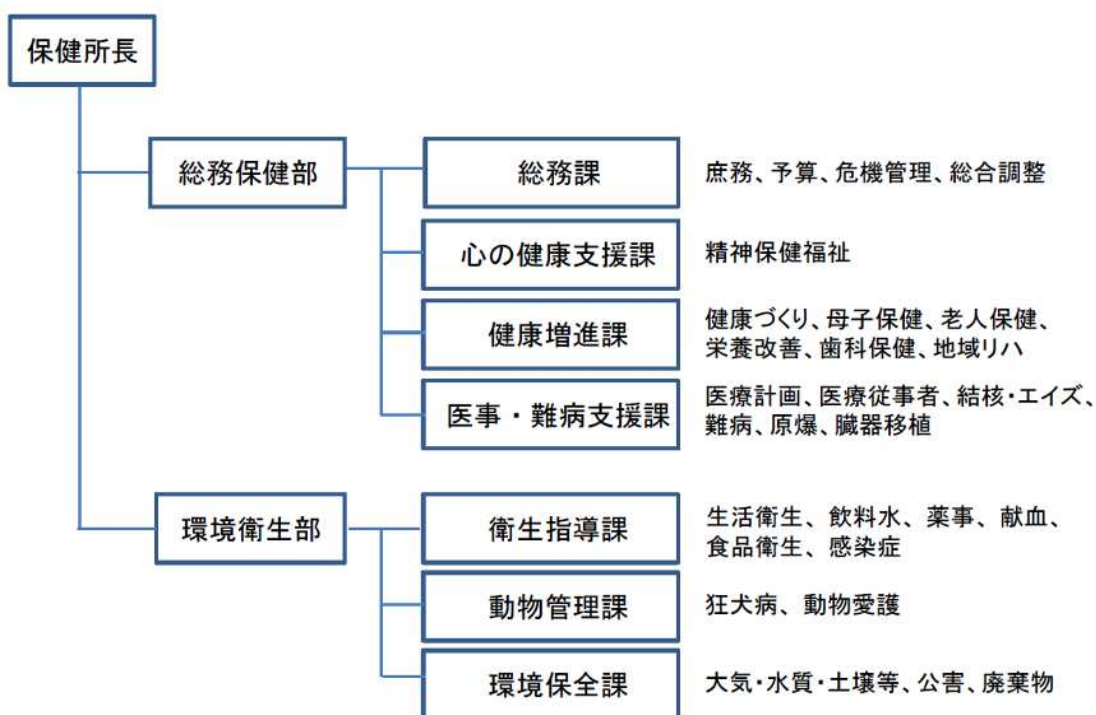 保健所長
総務保健部
総務課
庶務、予算、危機管理、総合調整
心の健康支援課
精神保健福祉
健康増進課
健康づくり、母子保健、老人保健、
栄養改善、歯科保健、地域リハ
医事・難病支援課
医療計画、医療従事者、結核・エイズ、
難病、原爆、臓器移植
環境衛生部
衛生指導課
生活衛生、飲料水、薬事、献血、
食品衛生、感染症
動物管理課
狂犬病、動物愛護
環境保全課
大気・水質・土壌等、公害、廃棄物